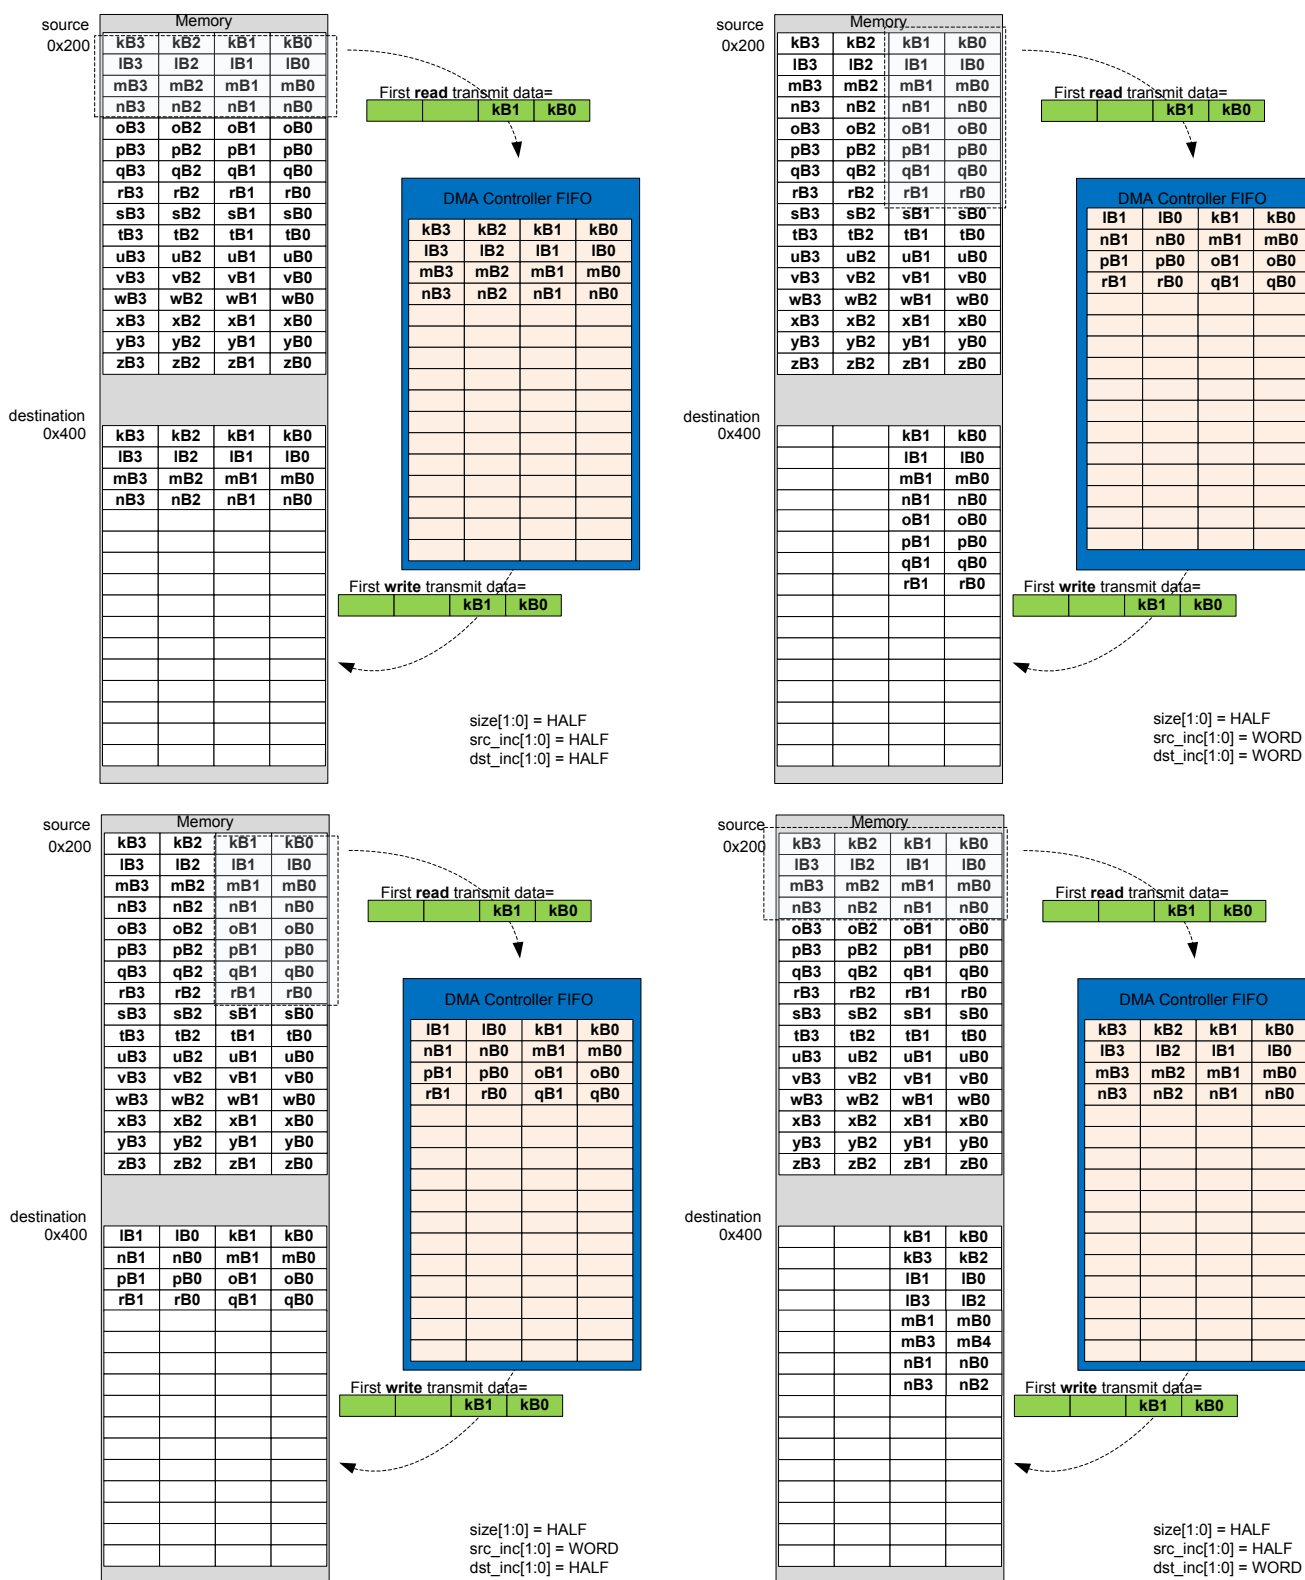 source
0x200
Memory
kB3 kB2 kB1 kB0
lB3 lB2 lB1 lB0
mB3 mB2 mB1 mB0
nB3 nB2 nB1 nB0
oB3 oB2 oB1 oB0
pB3 pB2 pB1 pB0
qB3 qB2 qB1 qB0
rB3 rB2 rB1 rB0
sB3 sB2 sB1 sB0
tB3 tB2 tB1 tB0
uB3 uB2 uB1 uB0
vB3 vB2 vB1 vB0
wB3 wB2 wB1 wB0
xB3 xB2 xB1 xB0
yB3 yB2 yB1 yB0
zB3 zB2 zB1 zB0
destination
0x400
kB3 kB2 kB1 kB0
lB3 lB2 lB1 lB0
mB3 mB2 mB1 mB0
nB3 nB2 nB1 nB0
First read transmit data=
kB1 kB0
DMA Controller FIFO
kB3 kB2 kB1 kB0
lB3 lB2 lB1 lB0
mB3 mB2 mB1 mB0
nB3 nB2 nB1 nB0
First write transmit data=
kB1 kB0
size[1:0] = HALF
src_inc[1:0] = HALF
dst_inc[1:0] = HALF
source
0x200
Memory
kB3 kB2 kB1 kB0
lB3 lB2 lB1 lB0
mB3 mB2 mB1 mB0
nB3 nB2 nB1 nB0
oB3 oB2 oB1 oB0
pB3 pB2 pB1 pB0
qB3 qB2 qB1 qB0
rB3 rB2 rB1 rB0
sB3 sB2 sB1 sB0
tB3 tB2 tB1 tB0
uB3 uB2 uB1 uB0
vB3 vB2 vB1 vB0
wB3 wB2 wB1 wB0
xB3 xB2 xB1 xB0
yB3 yB2 yB1 yB0
zB3 zB2 zB1 zB0
destination
0x400
kB1 kB0
lB1 lB0
mB1 mB0
nB1 nB0
oB1 oB0
pB1 pB0
qB1 qB0
rB1 rB0
First read transmit data=
kB1 kB0
DMA Controller FIFO
lB1 lB0 kB1 kB0
nB1 nB0 mB1 mB0
pB1 pB0 oB1 oB0
rB1 rB0 qB1 qB0
First write transmit data=
kB1 kB0
size[1:0] = HALF
src_inc[1:0] = WORD
dst_inc[1:0] = WORD
source
0x200
Memory
kB3 kB2 kB1 kB0
lB3 lB2 lB1 lB0
mB3 mB2 mB1 mB0
nB3 nB2 nB1 nB0
oB3 oB2 oB1 oB0
pB3 pB2 pB1 pB0
qB3 qB2 qB1 qB0
rB3 rB2 rB1 rB0
sB3 sB2 sB1 sB0
tB3 tB2 tB1 tB0
uB3 uB2 uB1 uB0
vB3 vB2 vB1 vB0
wB3 wB2 wB1 wB0
xB3 xB2 xB1 xB0
yB3 yB2 yB1 yB0
zB3 zB2 zB1 zB0
destination
0x400
lB1 lB0 kB1 kB0
nB1 nB0 mB1 mB0
pB1 pB0 oB1 oB0
rB1 rB0 qB1 qB0
First read transmit data=
kB1 kB0
DMA Controller FIFO
lB1 lB0 kB1 kB0
nB1 nB0 mB1 mB0
pB1 pB0 oB1 oB0
rB1 rB0 qB1 qB0
First write transmit data=
kB1 kB0
size[1:0] = HALF
src_inc[1:0] = WORD
dst_inc[1:0] = HALF
source
0x200
Memory
kB3 kB2 kB1 kB0
lB3 lB2 lB1 lB0
mB3 mB2 mB1 mB0
nB3 nB2 nB1 nB0
oB3 oB2 oB1 oB0
pB3 pB2 pB1 pB0
qB3 qB2 qB1 qB0
rB3 rB2 rB1 rB0
sB3 sB2 sB1 sB0
tB3 tB2 tB1 tB0
uB3 uB2 uB1 uB0
vB3 vB2 vB1 vB0
wB3 wB2 wB1 wB0
xB3 xB2 xB1 xB0
yB3 yB2 yB1 yB0
zB3 zB2 zB1 zB0
destination
0x400
kB1 kB0
kB3 kB2
lB1 lB0
lB3 lB2
mB1 mB0
mB3 mB4
nB1 nB0
nB3 nB2
First read transmit data=
kB1 kB0
DMA Controller FIFO
kB3 kB2 kB1 kB0
lB3 lB2 lB1 lB0
mB3 mB2 mB1 mB0
nB3 nB2 nB1 nB0
First write transmit data=
kB1 kB0
size[1:0] = HALF
src_inc[1:0] = HALF
dst_inc[1:0] = WORD